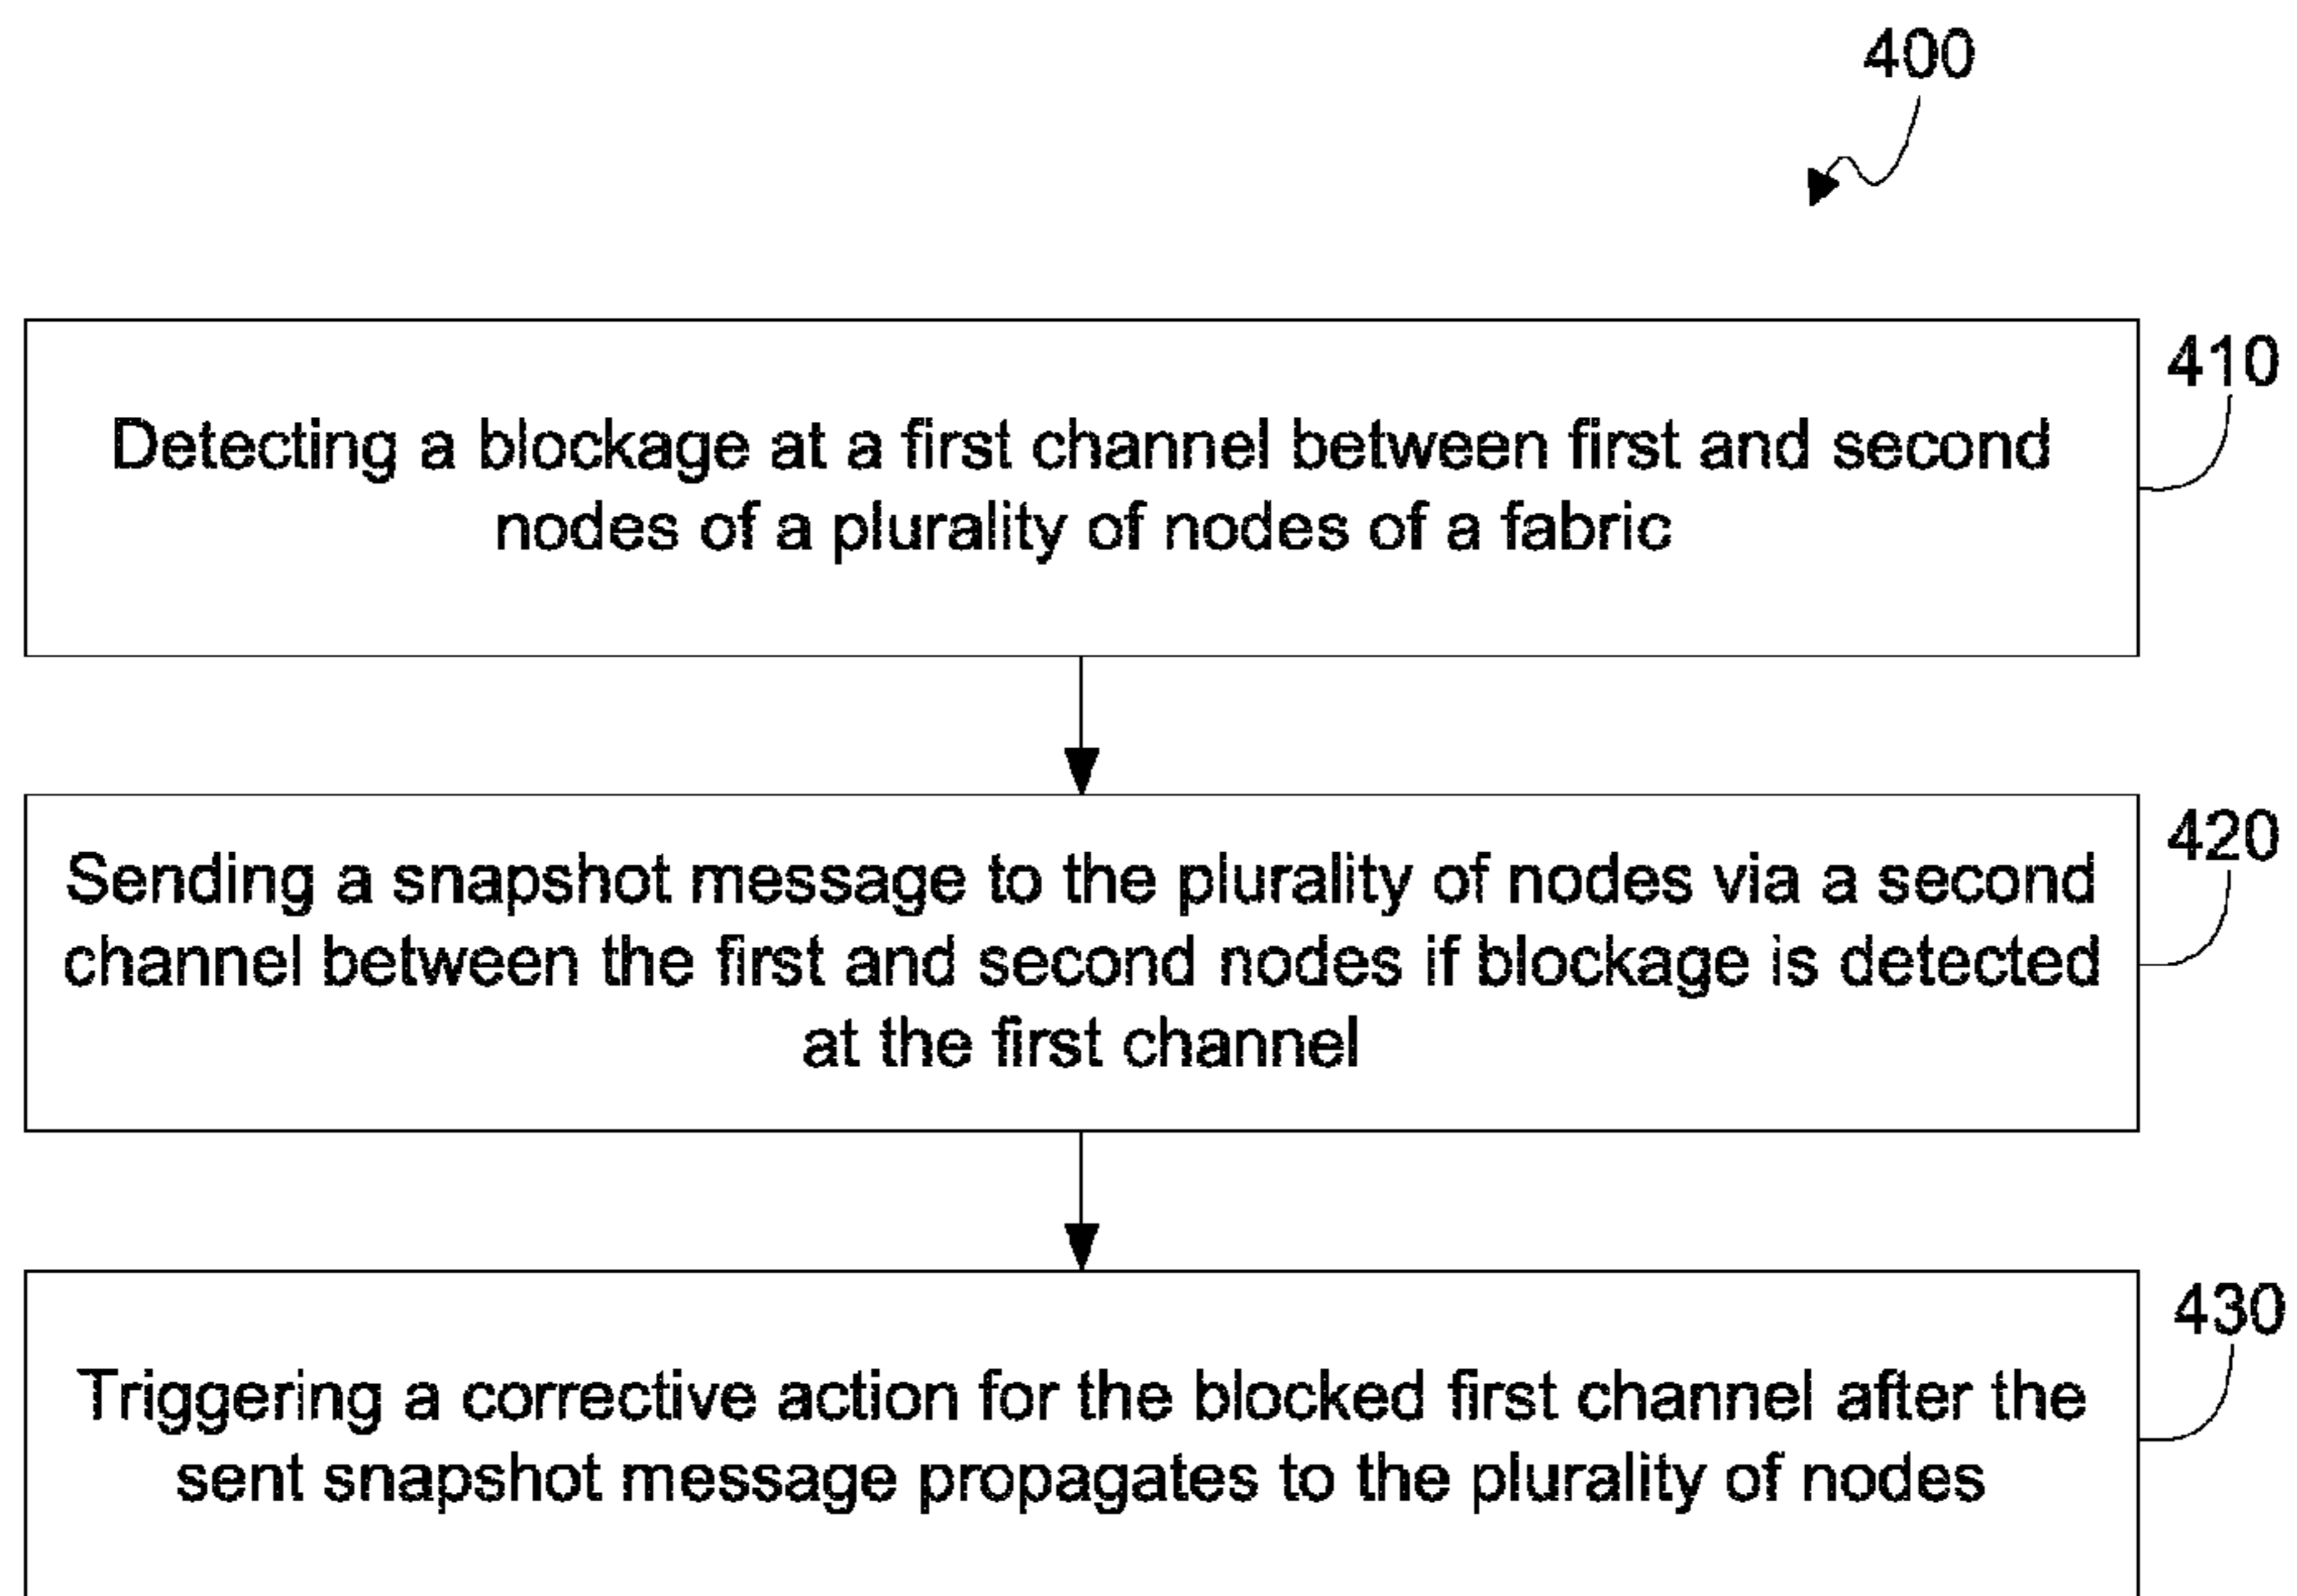 400
410
Detecting a blockage at a first channel between first and second
nodes of a plurality of nodes of a fabric
420
Sending a snapshot message to the plurality of nodes via a second
channel between the first and second nodes if blockage is detected
at the first channel
430
Triggering a corrective action for the blocked first channel after the
sent snapshot message propagates to the plurality of nodes